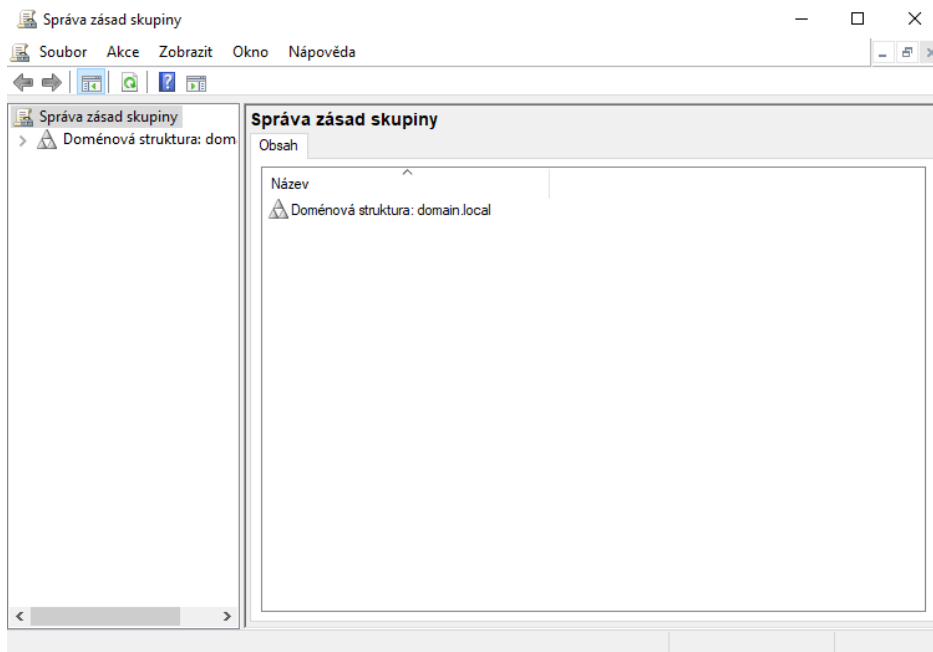 Správa zásad skupiny
Soubor Akce Zobrazit Okno Nápověda
Správa zásad skupiny
Doménová struktura: dom
Správa zásad skupiny
Obsah
Název
Doménová struktura: domain.local